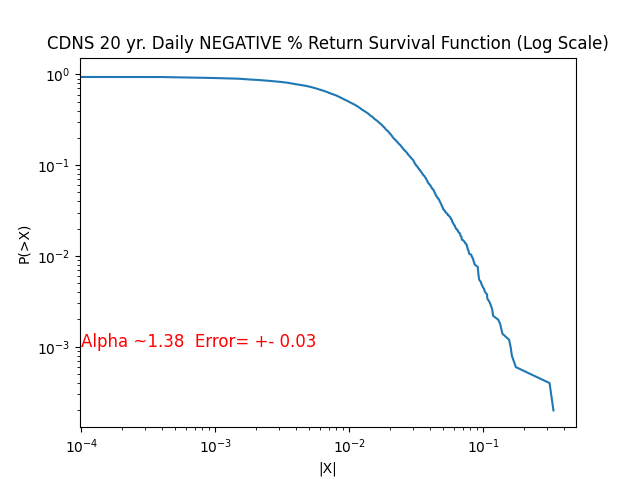 CDNS 20 yr. Daily NEGATIVE % Return Survival Function (Log Scale)
10⁰
10⁻¹
10⁻²
10⁻³
P(>X)
Alpha ~1.38  Error= +- 0.03
10⁻⁴ 10⁻³ 10⁻² 10⁻¹
|X|